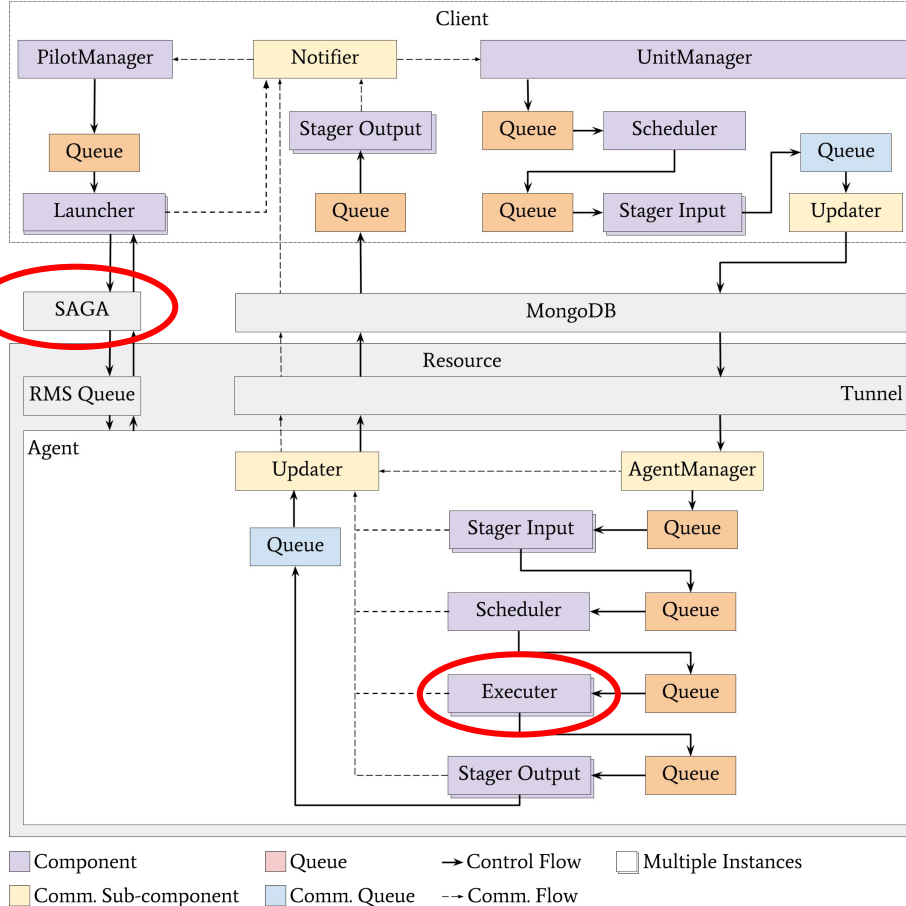 Client
PilotManager
Notifier
UnitManager
Queue
Stager Output
Queue
Scheduler
Queue
Launcher
Queue
Queue
Stager Input
Queue
Updater
SAGA
MongoDB
Resource
RMS Queue
Tunnel
Agent
Updater
AgentManager
Queue
Stager Input
Queue
Scheduler
Queue
Executer
Queue
Stager Output
Queue
Component
Queue
Control Flow
Multiple Instances
Comm. Sub-component
Comm. Queue
Comm. Flow